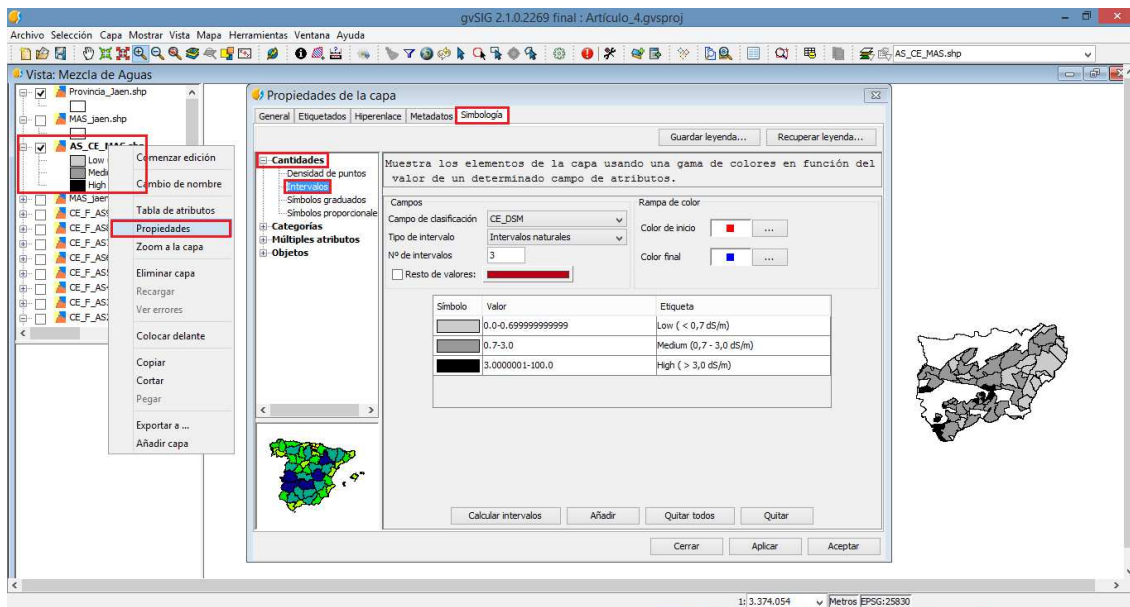 gvSIG 2.1.0.2269 final : Artículo_4.gvsproj
Archivo Selección Capa Mostrar Vista Mapa Herramientas Ventana Ayuda
AS_CE_MAS.shp
Vista: Mezcla de Aguas
Provincia_Jaen.shp
MAS_jaen.shp
AS_CE_MAS.shp
Low
High
MAS_jaen
CE_F_AS
CE_F_AS
CE_F_AS
CE_F_AS
CE_F_AS
CE_F_AS
CE_F_AS
CE_F_AS
Comenzar edición
Cambio de nombre
Tabla de atributos
Propiedades
Zoom a la capa
Eliminar capa
Recargar
Ver errores
Colocar delante
Copiar
Cortar
Pegar
Exportar a ...
Añadir capa
Propiedades de la capa
General Etiquetados Hiperenlace Metadatos Simbología
Guardar leyenda... Recuperar leyenda...
Cantidades
Densidad de puntos
Intervalos
Símbolos graduados
Símbolos proporcionale
Categorías
Múltiples atributos
Objetos
Muestra los elementos de la capa usando una gama de colores en función del
valor de un determinado campo de atributos.
Campos
Campo de clasificación CE_DSM
Tipo de intervalo Intervalos naturales
Nº de intervalos 3
Resto de valores:
Rampa de color
Color de inicio ...
Color final ...
Símbolo Valor Etiqueta
0.0-0.699999999999 Low ( < 0,7 dS/m)
0.7-3.0 Medium (0,7 - 3,0 dS/m)
3.0000001-100.0 High ( > 3,0 dS/m)
Calcular intervalos Añadir Quitar todos Quitar
Cerrar Aplicar Aceptar
1: 3.374.054 Metros EPSG:25830